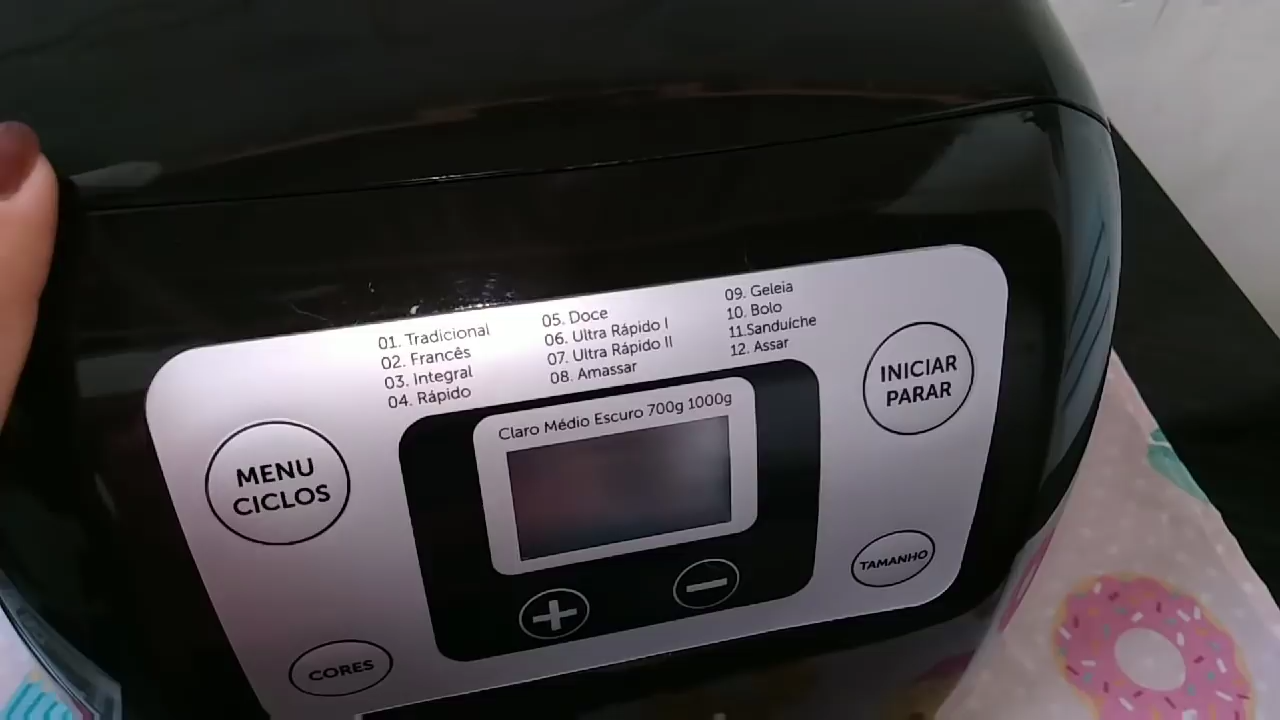 01. Tradicional
02. Francês
03. Integral
04. Rápido
05. Doce
06. Ultra Rápido I
07. Ultra Rápido II
08. Amassar
09. Geleia
10. Bolo
11.Sanduíche
12. Assar
MENU
CICLOS
Claro Médio Escuro 700g 1000g
INICIAR
PARAR
CORES
TAMANHO